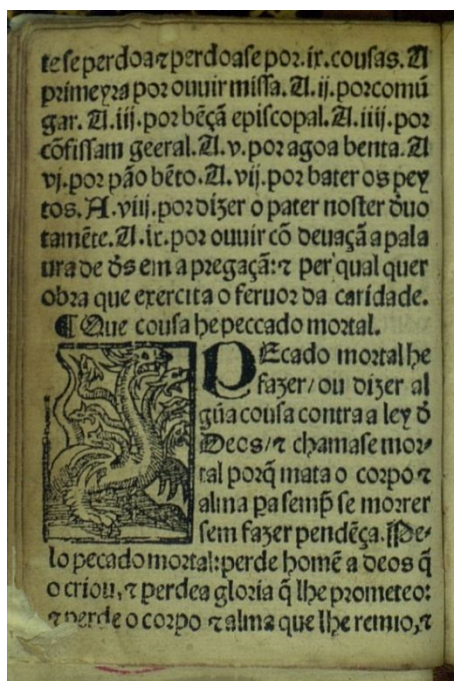 te se perdoa ⁊ perdoase por .ix. cousas. A
primeyra por ouuir missa. A .ij. por comũ
gar. A .iij. por bẽçã episcopal. A .iiij. por
cõfissam geeral. A .v. por agoa benta. A
vj. por pão bẽto. A .vij. por bater os pey
tos. A .viij. por dizer o pater noster đuo
tamẽte. A .ix. por ouuir cõ deuaçã a pala
ura de đs em a pregaçã: ⁊ per qual quer
obra que exercita o feruor da caridade.
¶ Que cousa he peccado mortal.
PEcado mortal he
fazer / ou dizer al
gũa cousa contra a ley đ
Deos / ⁊ chamase mor-
tal porq̃ mata o corpo ⁊
alma pa semp̃ se morrer
sem fazer pendẽça. Pe-
lo pecado mortal: perde homẽ a deos q̃
o criou, ⁊ perde a gloria q̃ lhe prometeo:
⁊ perde o corpo ⁊ alma que lhe remio, ⁊